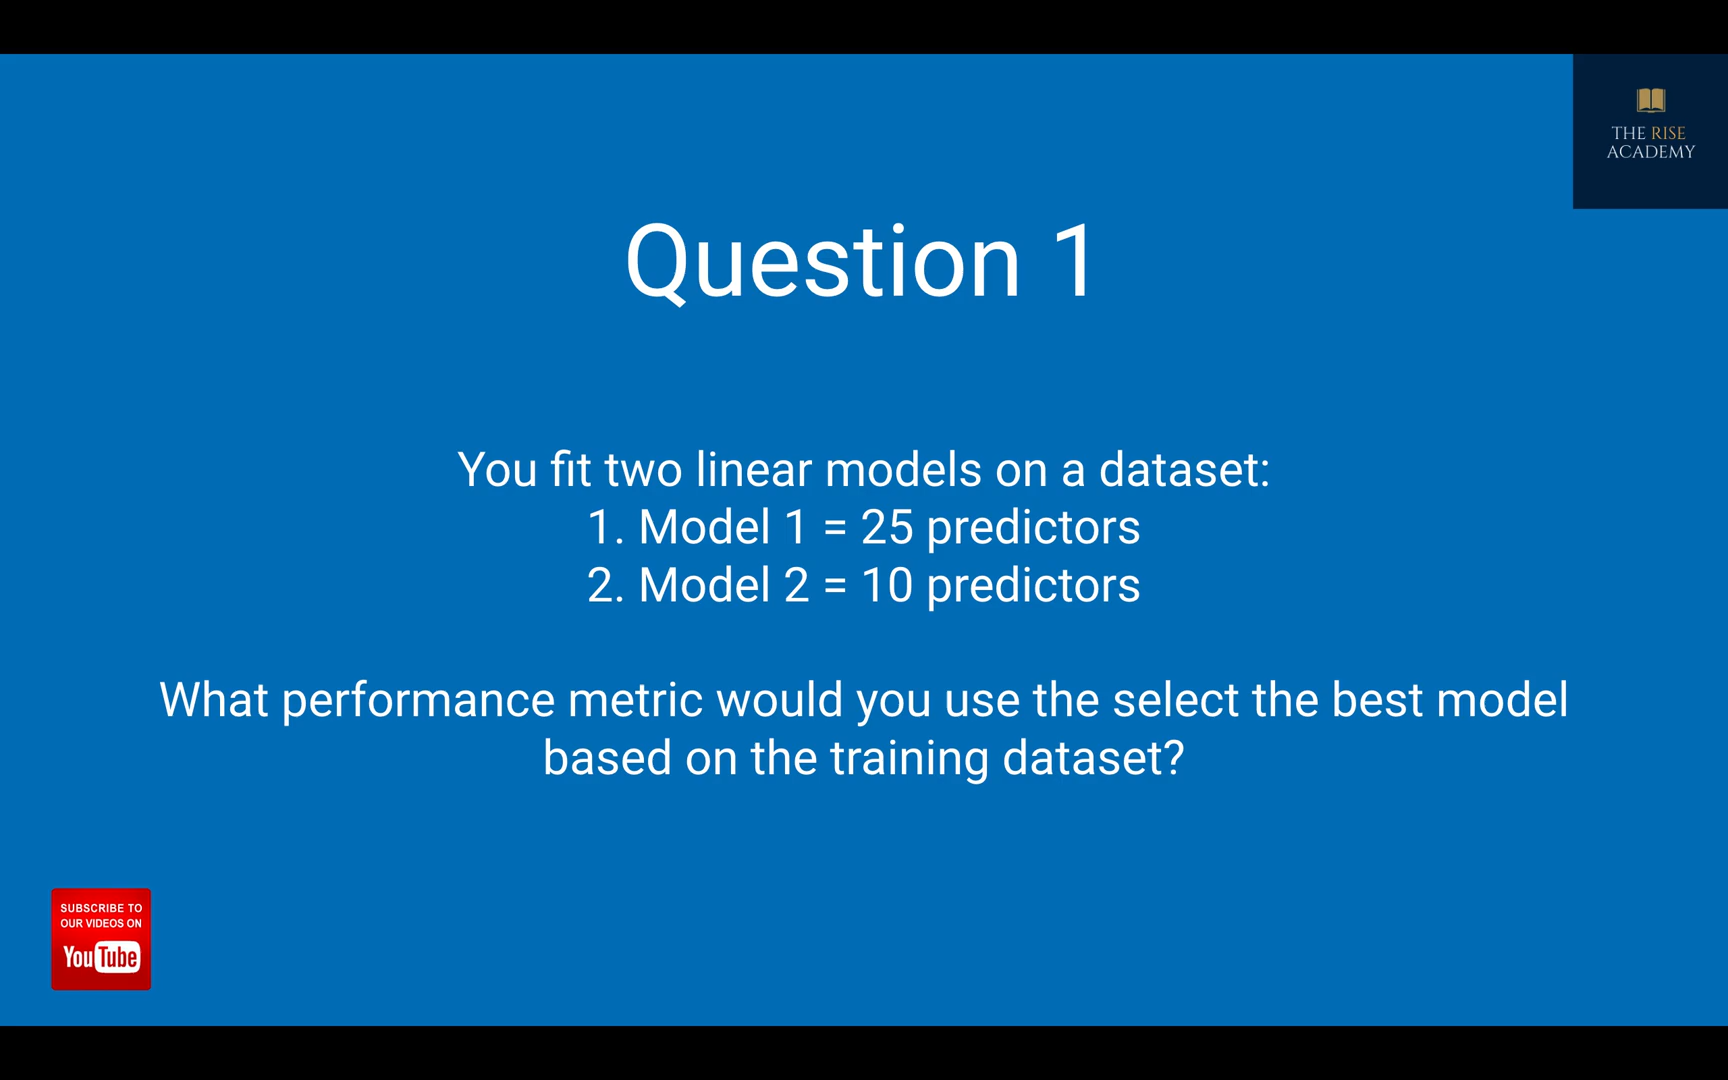 THE RISE
ACADEMY
Question 1
You fit two linear models on a dataset:
1. Model 1 = 25 predictors
2. Model 2 = 10 predictors
What performance metric would you use the select the best model
based on the training dataset?
SUBSCRIBE TO
OUR VIDEOS ON
YouTube